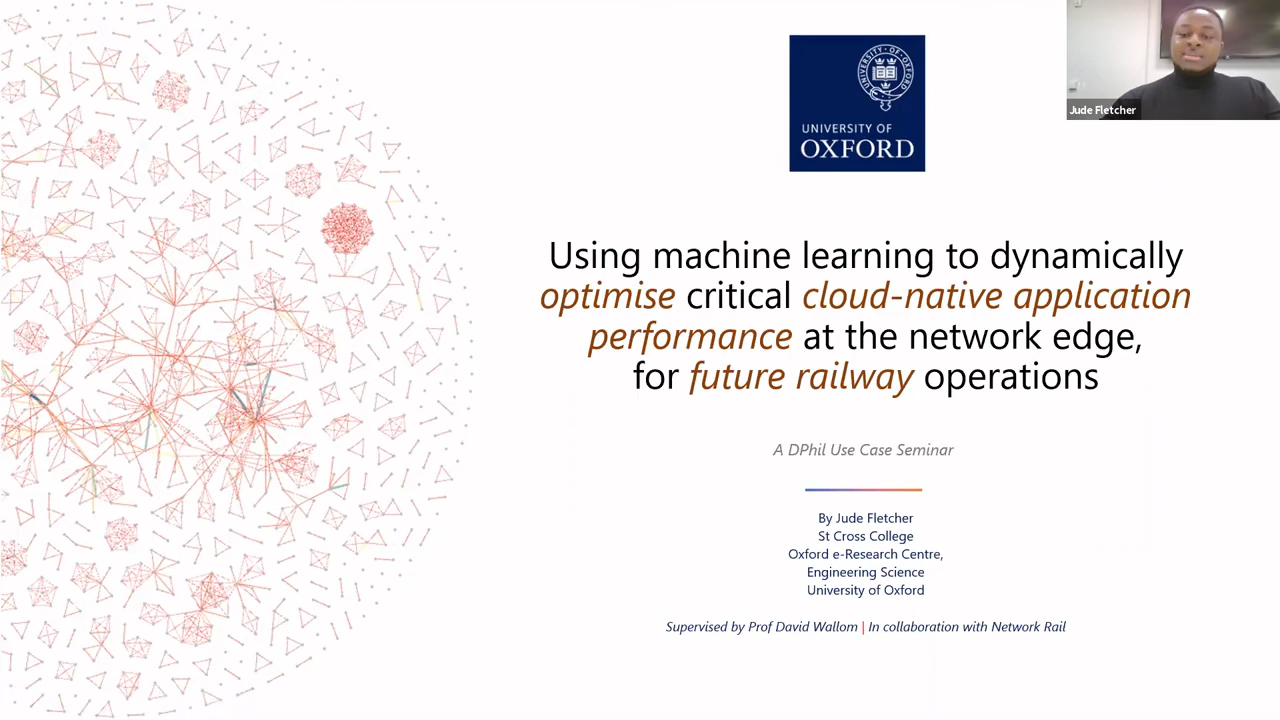 UNIVERSITY OF
OXFORD
Jude Fletcher
Using machine learning to dynamically
optimise critical cloud-native application
performance at the network edge,
for future railway operations
A DPhil Use Case Seminar
By Jude Fletcher
St Cross College
Oxford e-Research Centre,
Engineering Science
University of Oxford
Supervised by Prof David Wallom | In collaboration with Network Rail